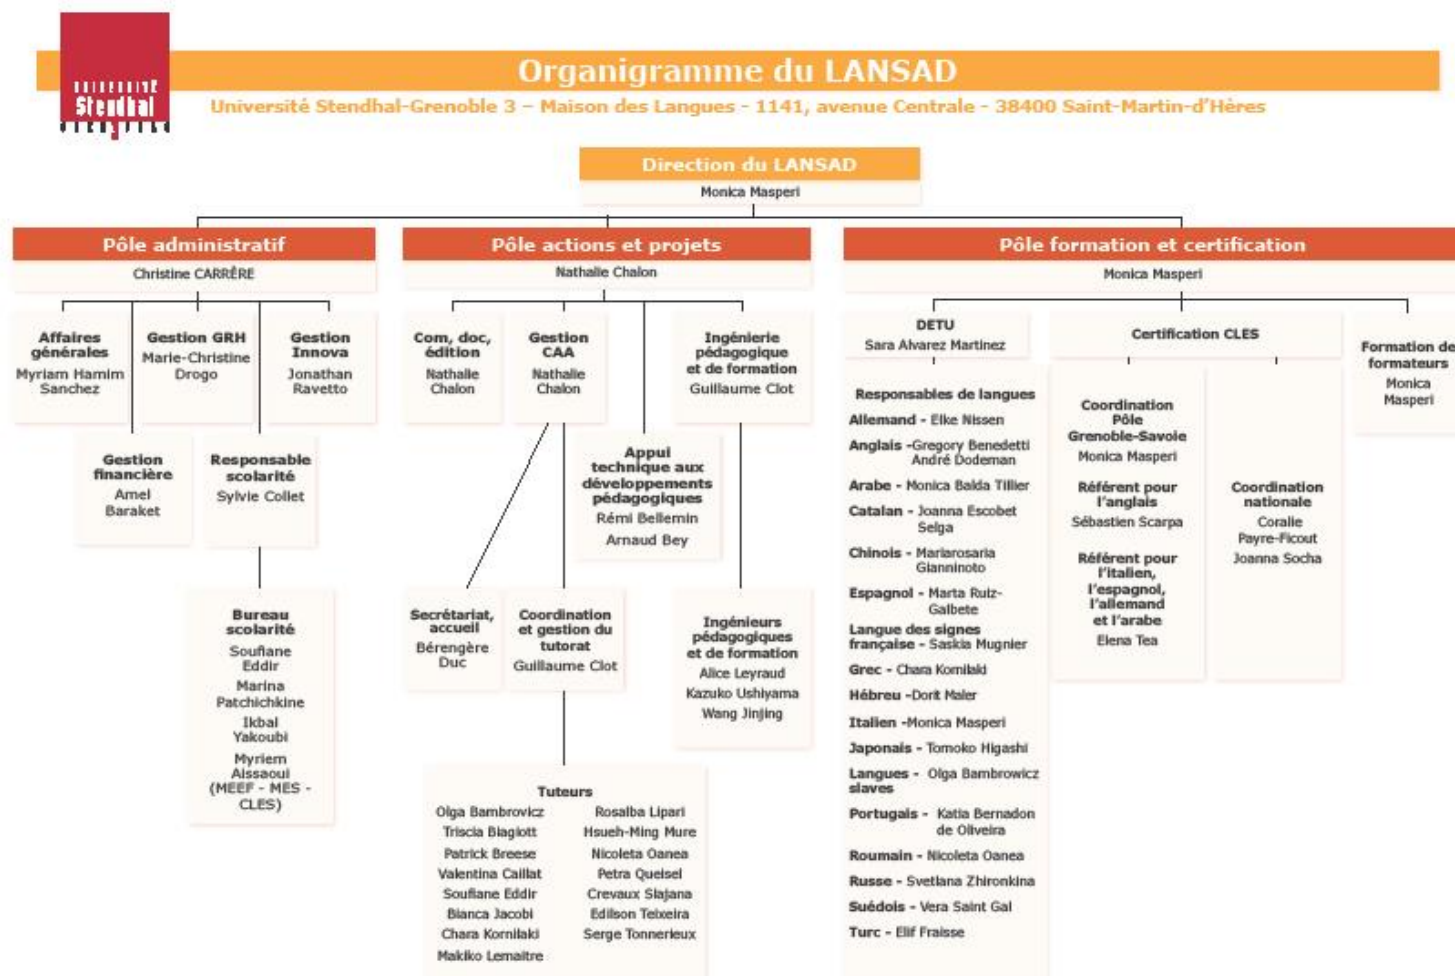 UNIVERSITÉ
Stendhal
GRENOBLE
Organigramme du LANSAD
Université Stendhal-Grenoble 3 – Maison des Langues - 1141, avenue Centrale - 38400 Saint-Martin-d'Hères
Direction du LANSAD
Monica Masperi
Pôle administratif
Christine CARRÈRE
Affaires
générales
Myriam Hamim
Sanchez
Gestion GRH
Marie-Christine
Drogo
Gestion
Innova
Jonathan
Ravetto
Gestion
financière
Amel
Baraket
Responsable
scolarité
Sylvie Collet
Bureau
scolarité
Soufiane
Eddir
Marina
Patchichkine
Ikbal
Yakoubi
Myriem
Aissaoui
(MEEF - MES -
CLES)
Pôle actions et projets
Nathalie Chalon
Com, doc,
édition
Nathalie
Chalon
Gestion
CAA
Nathalie
Chalon
Ingénierie
pédagogique
et de formation
Guillaume Clot
Appui
technique aux
développements
pédagogiques
Rémi Bellemin
Arnaud Bey
Secrétariat,
accueil
Bérengère
Duc
Coordination
et gestion du
tutorat
Guillaume Clot
Ingénieurs
pédagogiques
et de formation
Alice Leyraud
Kazuko Ushiyama
Wang Jinjing
Tuteurs
Olga Bambrovicz
Triscia Biagiott
Patrick Breese
Valentina Caillat
Soufiane Eddir
Bianca Jacobi
Chara Kornilaki
Makiko Lemaitre
Rosalba Lipari
Hsueh-Ming Mure
Nicoleta Oanea
Petra Queisel
Crevaux Slajana
Edilson Teixeira
Serge Tonnerieux
Pôle formation et certification
Monica Masperi
DETU
Sara Alvarez Martinez
Responsables de langues
Allemand - Elke Nissen
Anglais -Gregory Benedetti
André Dodeman
Arabe - Monica Balda Tillier
Catalan - Joanna Escobet
Selga
Chinois - Mariarosaria
Gianninoto
Espagnol - Marta Ruiz-
Galbete
Langue des signes
française - Saskia Mugnier
Grec - Chara Kornilaki
Hébreu -Dorit Maler
Italien -Monica Masperi
Japonais - Tomoko Higashi
Langues - Olga Bambrowicz
slaves
Portugais - Katia Bernadon
de Oliveira
Roumain - Nicoleta Oanea
Russe - Svetlana Zhironkina
Suédois - Vera Saint Gal
Turc - Elif Fraisse
Certification CLES
Coordination
Pôle
Grenoble-Savoie
Monica Masperi
Référent pour
l'anglais
Sébastien Scarpa
Référent pour
l'italien,
l'espagnol,
l'allemand
et l'arabe
Elena Tea
Coordination
nationale
Coralie
Payre-Ficout
Joanna Socha
Formation de
formateurs
Monica
Masperi